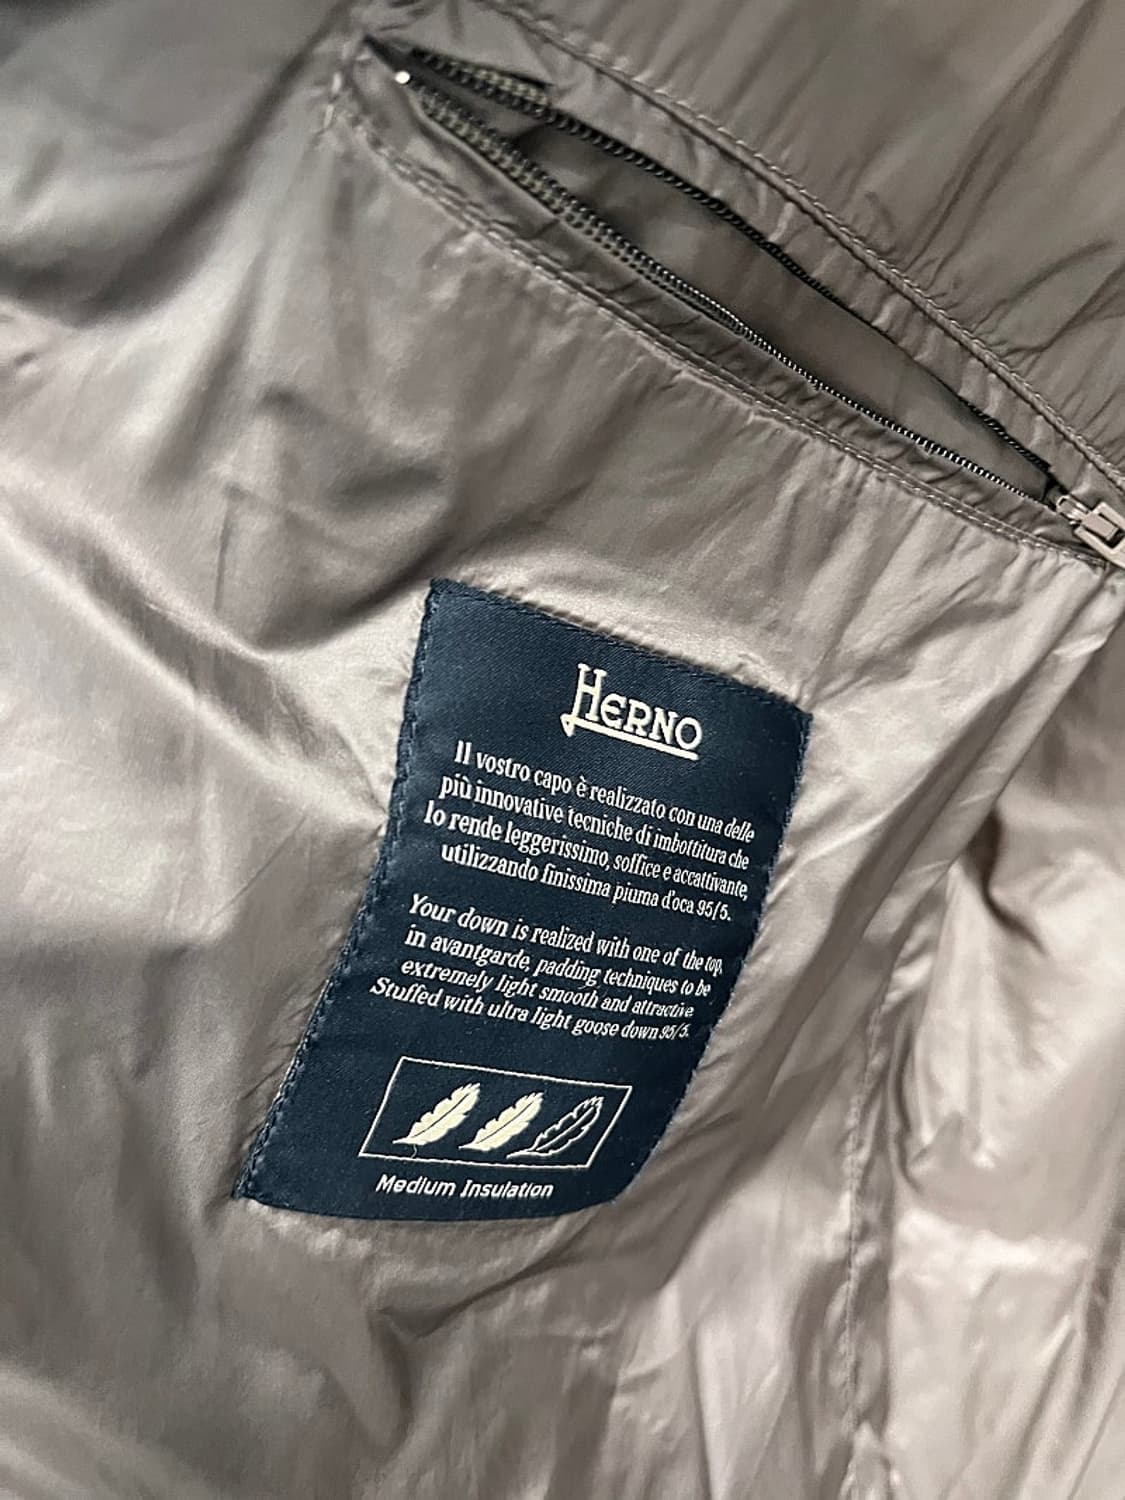 HERNO
Il vostro capo è realizzato con una delle
più innovative tecniche di imbottitura che
lo rende leggerissimo, soffice e accattivante,
utilizzando finissima piuma d'oca 95/5.
Your down is realized with one of the top,
in avantgarde, padding techniques to be
extremely light smooth and attractive
Stuffed with ultra light goose down 95/5.
Medium Insulation